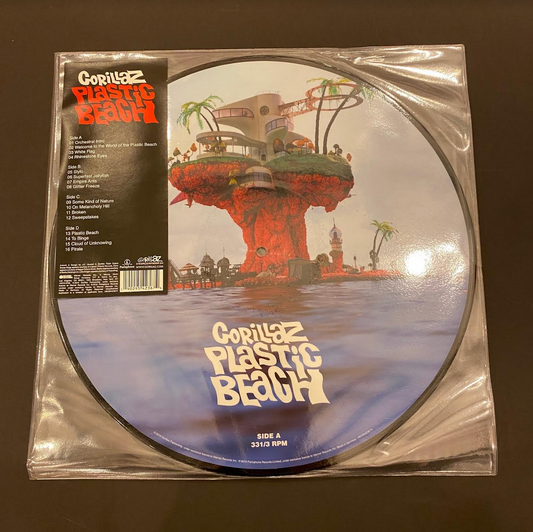 GORILLAZ
PLASTIC
BEACH
Side A
01 Orchestral Intro
02 Welcome to the World of the Plastic Beach
03 White Flag
04 Rhinestone Eyes
Side B
05 Stylo
06 Superfast Jellyfish
07 Empire Ants
08 Glitter Freeze
Side C
09 Some Kind of Nature
10 On Melancholy Hill
11 Broken
12 Sweepstakes
Side D
13 Plastic Beach
14 To Binge
15 Cloud of Unknowing
16 Pirate
Parlophone
GORILLAZ
GORILLAZ
PLASTIC
BEACH
SIDE A
331/3 RPM